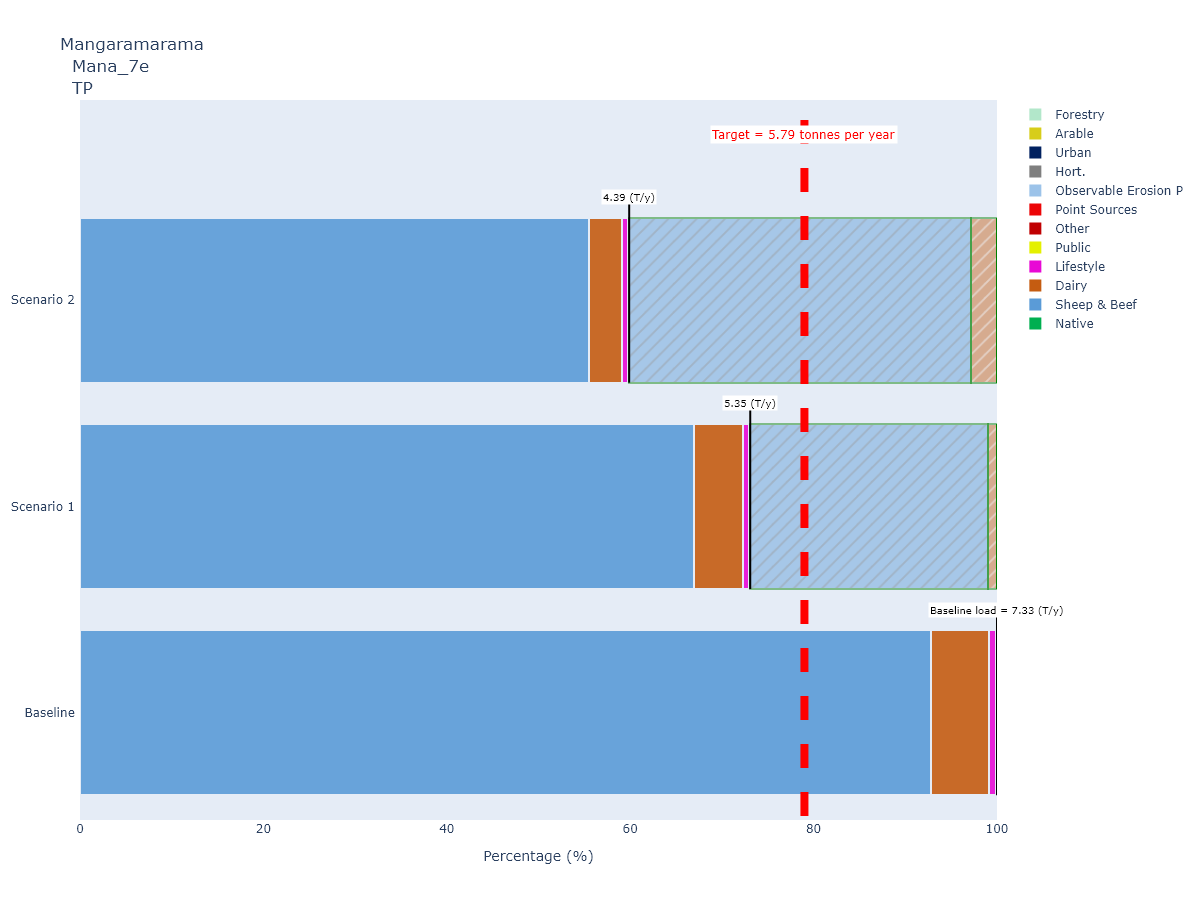 Mangaramarama
Mana_7e
TP
Target = 5.79 tonnes per year
4.39 (T/y)
Scenario 2
5.35 (T/y)
Scenario 1
Baseline load = 7.33 (T/y)
Baseline
0 20 40 60 80 100
Percentage (%)
Forestry
Arable
Urban
Hort.
Observable Erosion P
Point Sources
Other
Public
Lifestyle
Dairy
Sheep & Beef
Native